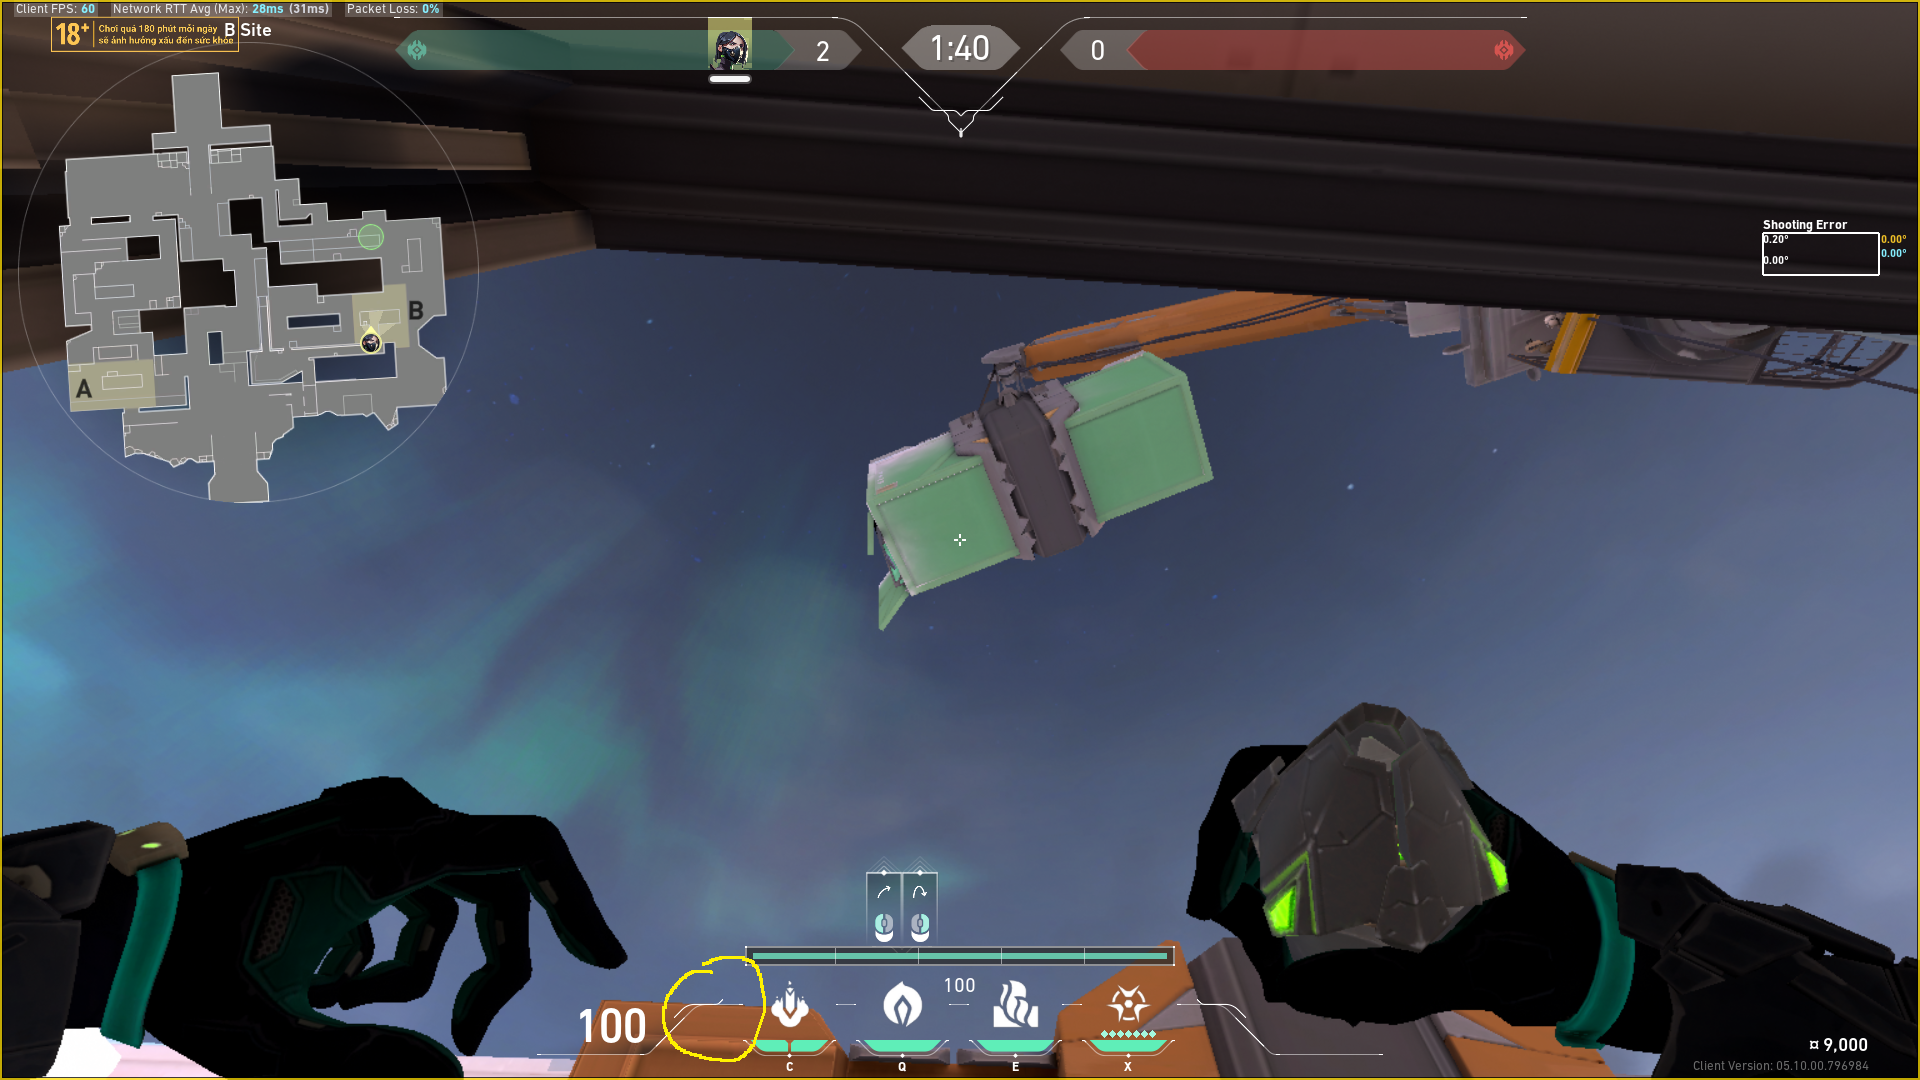 Client FPS: 60 Network RTT Avg (Max): 28ms (31ms) Packet Loss: 0%
18+ Chơi quá 180 phút mỗi ngày
sẽ ảnh hưởng xấu đến sức khỏe
B Site
2 1:40 0
Shooting Error
0.20° 0.00°
0.00° 0.00°
B
A
100
100
C Q E X
¤ 9,000
Client Version: 05.10.00.796984